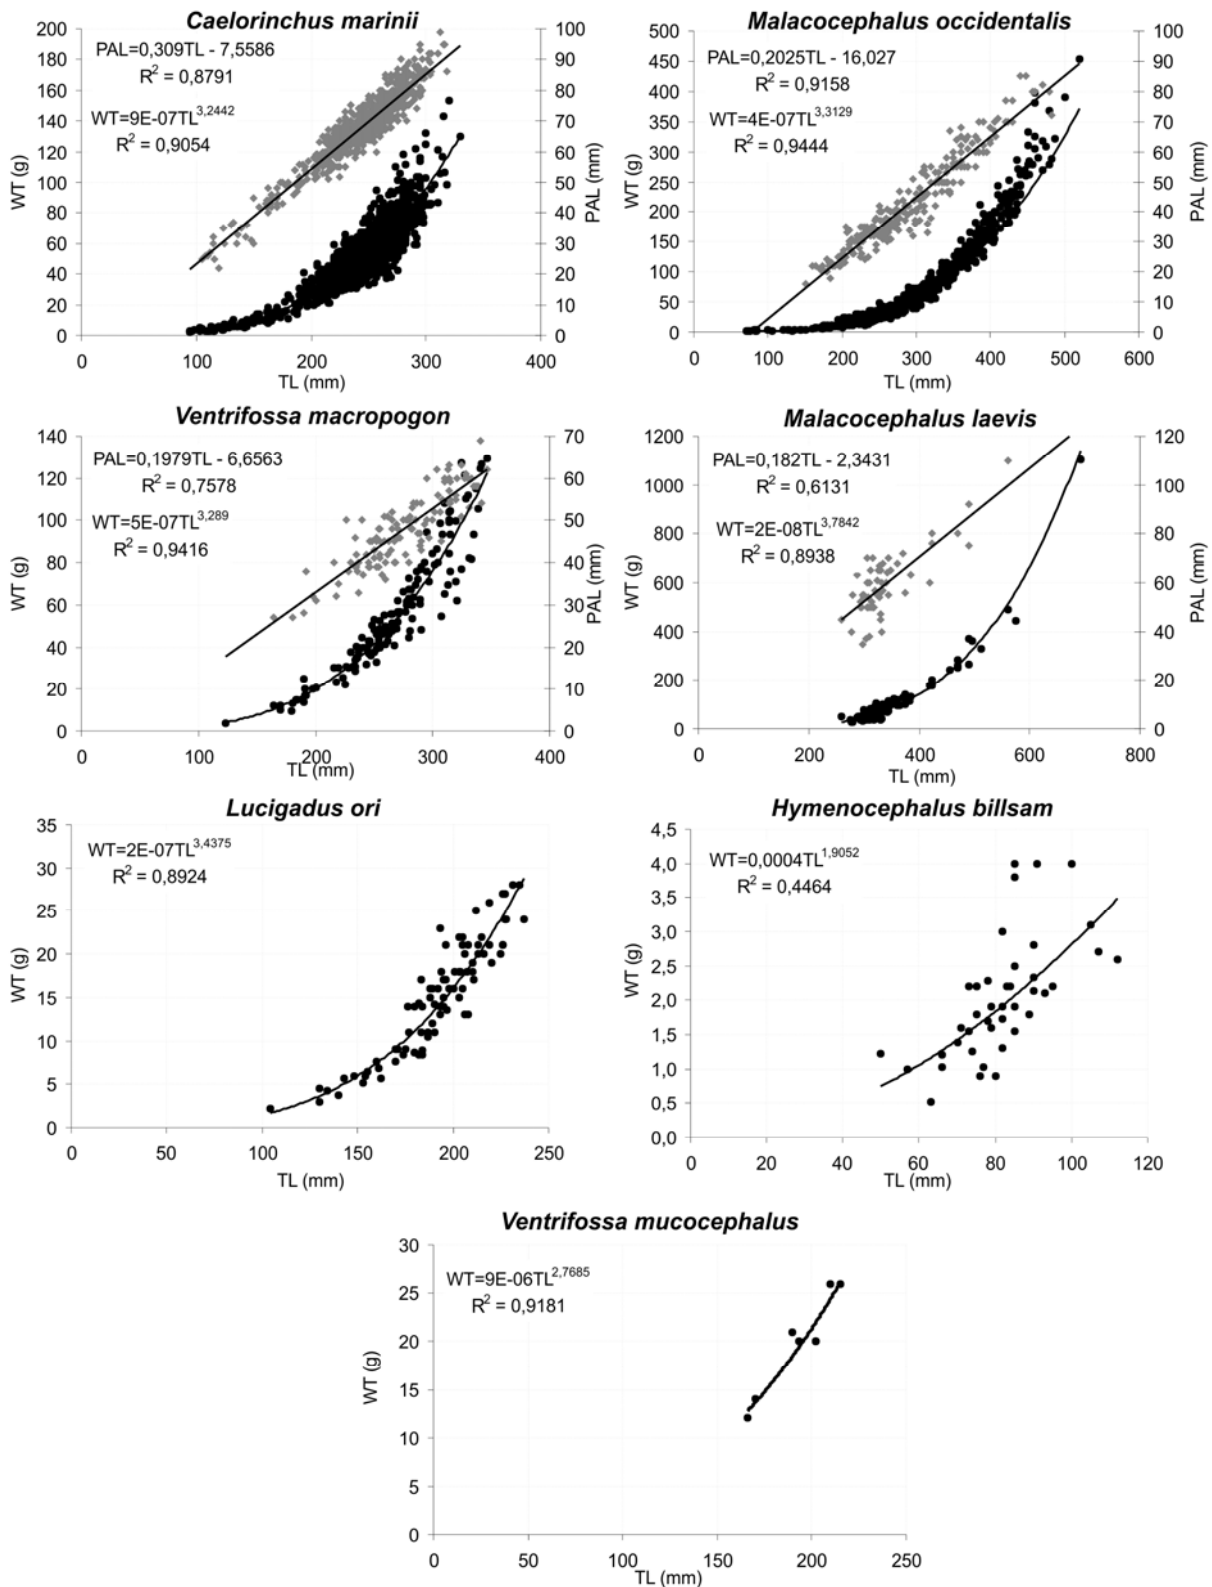 Caelorinchus marinii
PAL=0,309TL - 7,5586
R² = 0,8791
WT=9E-07TL^3,2442
R² = 0,9054
WT (g)
200
180
160
140
120
100
80
60
40
20
0
100
90
80
70
60
50
40
30
20
10
0
PAL (mm)
0 100 200 300 400
TL (mm)
Malacocephalus occidentalis
PAL=0,2025TL - 16,027
R² = 0,9158
WT=4E-07TL^3,3129
R² = 0,9444
WT (g)
500
450
400
350
300
250
200
150
100
50
0
100
90
80
70
60
50
40
30
20
10
0
PAL (mm)
0 100 200 300 400 500 600
TL (mm)
Ventrifossa macropogon
PAL=0,1979TL - 6,6563
R² = 0,7578
WT=5E-07TL^3,289
R² = 0,9416
WT (g)
140
120
100
80
60
40
20
0
70
60
50
40
30
20
10
0
PAL (mm)
0 100 200 300 400
TL (mm)
Malacocephalus laevis
PAL=0,182TL - 2,3431
R² = 0,6131
WT=2E-08TL^3,7842
R² = 0,8938
WT (g)
1200
1000
800
600
400
200
0
120
100
80
60
40
20
0
PAL (mm)
0 200 400 600 800
TL (mm)
Lucigadus ori
WT=2E-07TL^3,4375
R² = 0,8924
WT (g)
35
30
25
20
15
10
5
0
0 50 100 150 200 250
TL (mm)
Hymenocephalus billsam
WT=0,0004TL^1,9052
R² = 0,4464
WT (g)
4,5
4,0
3,5
3,0
2,5
2,0
1,5
1,0
0,5
0,0
0 20 40 60 80 100 120
TL (mm)
Ventrifossa mucocephalus
WT=9E-06TL^2,7685
R² = 0,9181
WT (g)
30
25
20
15
10
5
0
0 50 100 150 200 250
TL (mm)